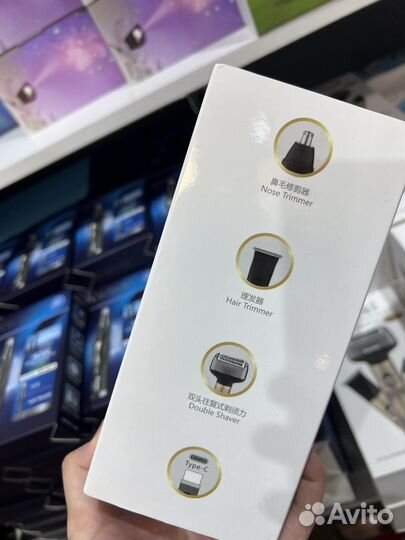 鼻毛修剪器
Nose Trimmer
理发器
Hair Trimmer
双头往复式剃须刀
Double Shaver
Type-C
Avito